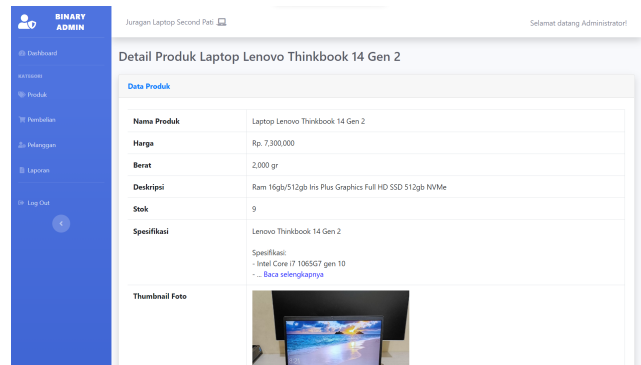 BINARY
ADMIN
Juragan Laptop Second Pati
Selamat datang Administrator!
Dashboard
KATEGORI
Produk
Pembelian
Pelanggan
Laporan
Log Out
Detail Produk Laptop Lenovo Thinkbook 14 Gen 2
Data Produk
Nama Produk Laptop Lenovo Thinkbook 14 Gen 2
Harga Rp. 7,300,000
Berat 2,000 gr
Deskripsi Ram 16gb/512gb Iris Plus Graphics Full HD SSD 512gb NVMe
Stok 9
Spesifikasi Lenovo Thinkbook 14 Gen 2
Spesifikasi:
- Intel Core i7 1065G7 gen 10
- ... Baca selengkapnya
Thumbnail Foto